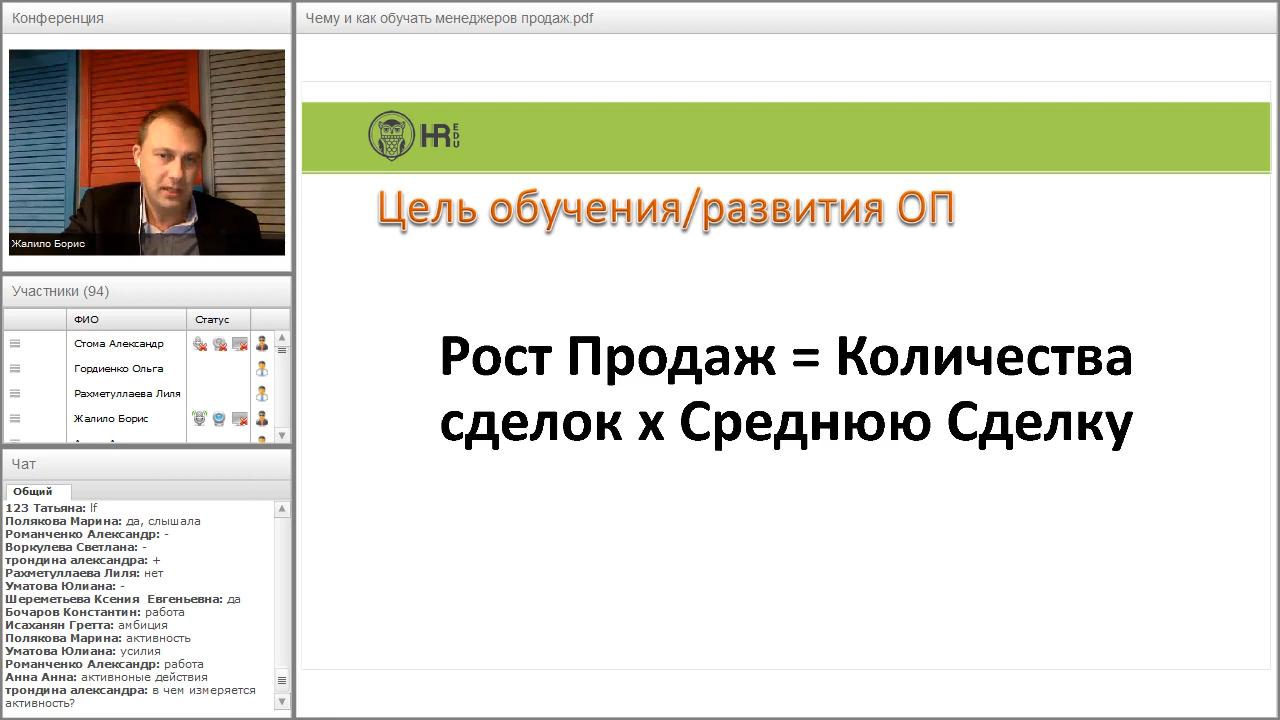 Конференция
Жалило Борис
Участники (94)
ФИО Статус
Стома Александр
Гордиенко Ольга
Рахметуллаева Лилия
Жалило Борис
Чат
Общий
123 Татьяна: lf
Полякова Марина: да, слышала
Романченко Александр: -
Воркулева Светлана: -
трондина александра: +
Рахметуллаева Лиля: нет
Уматова Юлиана: -
Шереметьева Ксения Евгеньевна: да
Бочаров Константин: работа
Исаханян Гретта: амбиция
Полякова Марина: активность
Уматова Юлиана: усилия
Романченко Александр: работа
Анна Анна: активноные действия
трондина александра: в чем измеряется
активность?
Чему и как обучать менеджеров продаж.pdf
HR EDU
Цель обучения/развития ОП
Рост Продаж = Количества
сделок х Среднюю Сделку